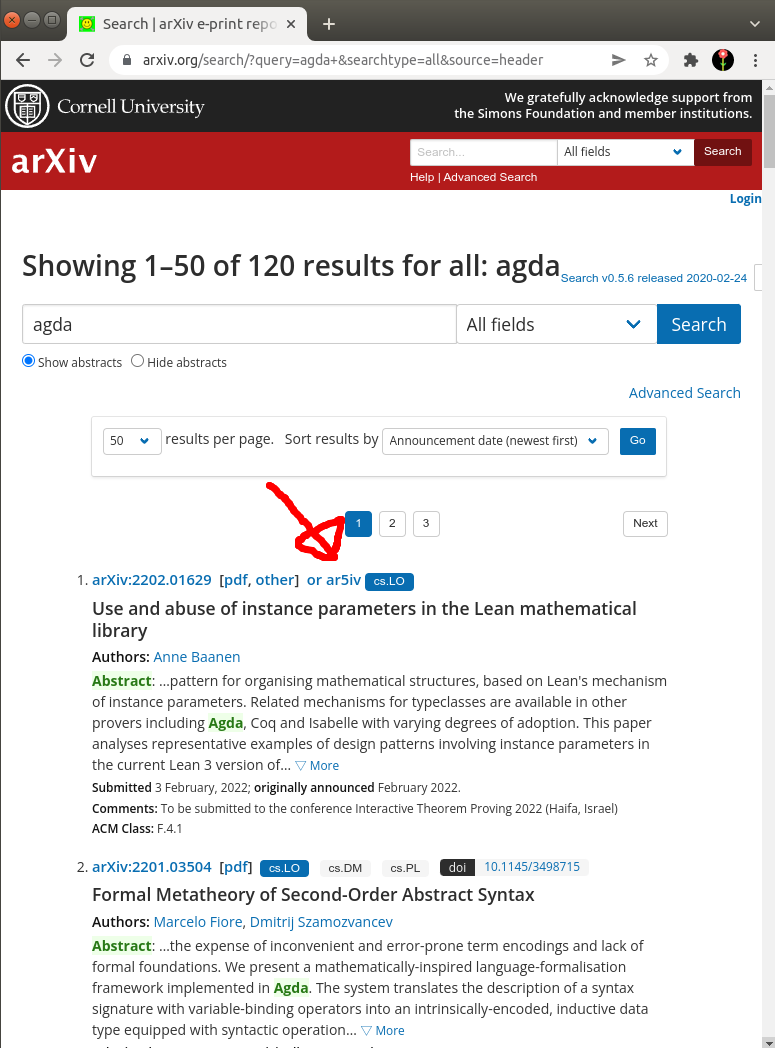 Search | arXiv e-print repo
arxiv.org/search/?query=agda+&searchtype=all&source=header
Cornell University
We gratefully acknowledge support from
the Simons Foundation and member institutions.
arXiv
Search...
All fields
Search
Help | Advanced Search
Login
Showing 1–50 of 120 results for all: agda
Search v0.5.6 released 2020-02-24
agda
All fields
Search
Show abstracts Hide abstracts
Advanced Search
50 results per page. Sort results by Announcement date (newest first) Go
1 2 3 Next
1. arXiv:2202.01629 [pdf, other] or ar5iv cs.LO
Use and abuse of instance parameters in the Lean mathematical
library
Authors: Anne Baanen
Abstract: …pattern for organising mathematical structures, based on Lean's mechanism
of instance parameters. Related mechanisms for typeclasses are available in other
provers including Agda, Coq and Isabelle with varying degrees of adoption. This paper
analyses representative examples of design patterns involving instance parameters in
the current Lean 3 version of… ▽ More
Submitted 3 February, 2022; originally announced February 2022.
Comments: To be submitted to the conference Interactive Theorem Proving 2022 (Haifa, Israel)
ACM Class: F.4.1
2. arXiv:2201.03504 [pdf] cs.LO cs.DM cs.PL doi 10.1145/3498715
Formal Metatheory of Second-Order Abstract Syntax
Authors: Marcelo Fiore, Dmitrij Szamozvancev
Abstract: …the expense of inconvenient and error-prone term encodings and lack of
formal foundations. We present a mathematically-inspired language-formalisation
framework implemented in Agda. The system translates the description of a syntax
signature with variable-binding operators into an intrinsically-encoded, inductive data
type equipped with syntactic operation… ▽ More